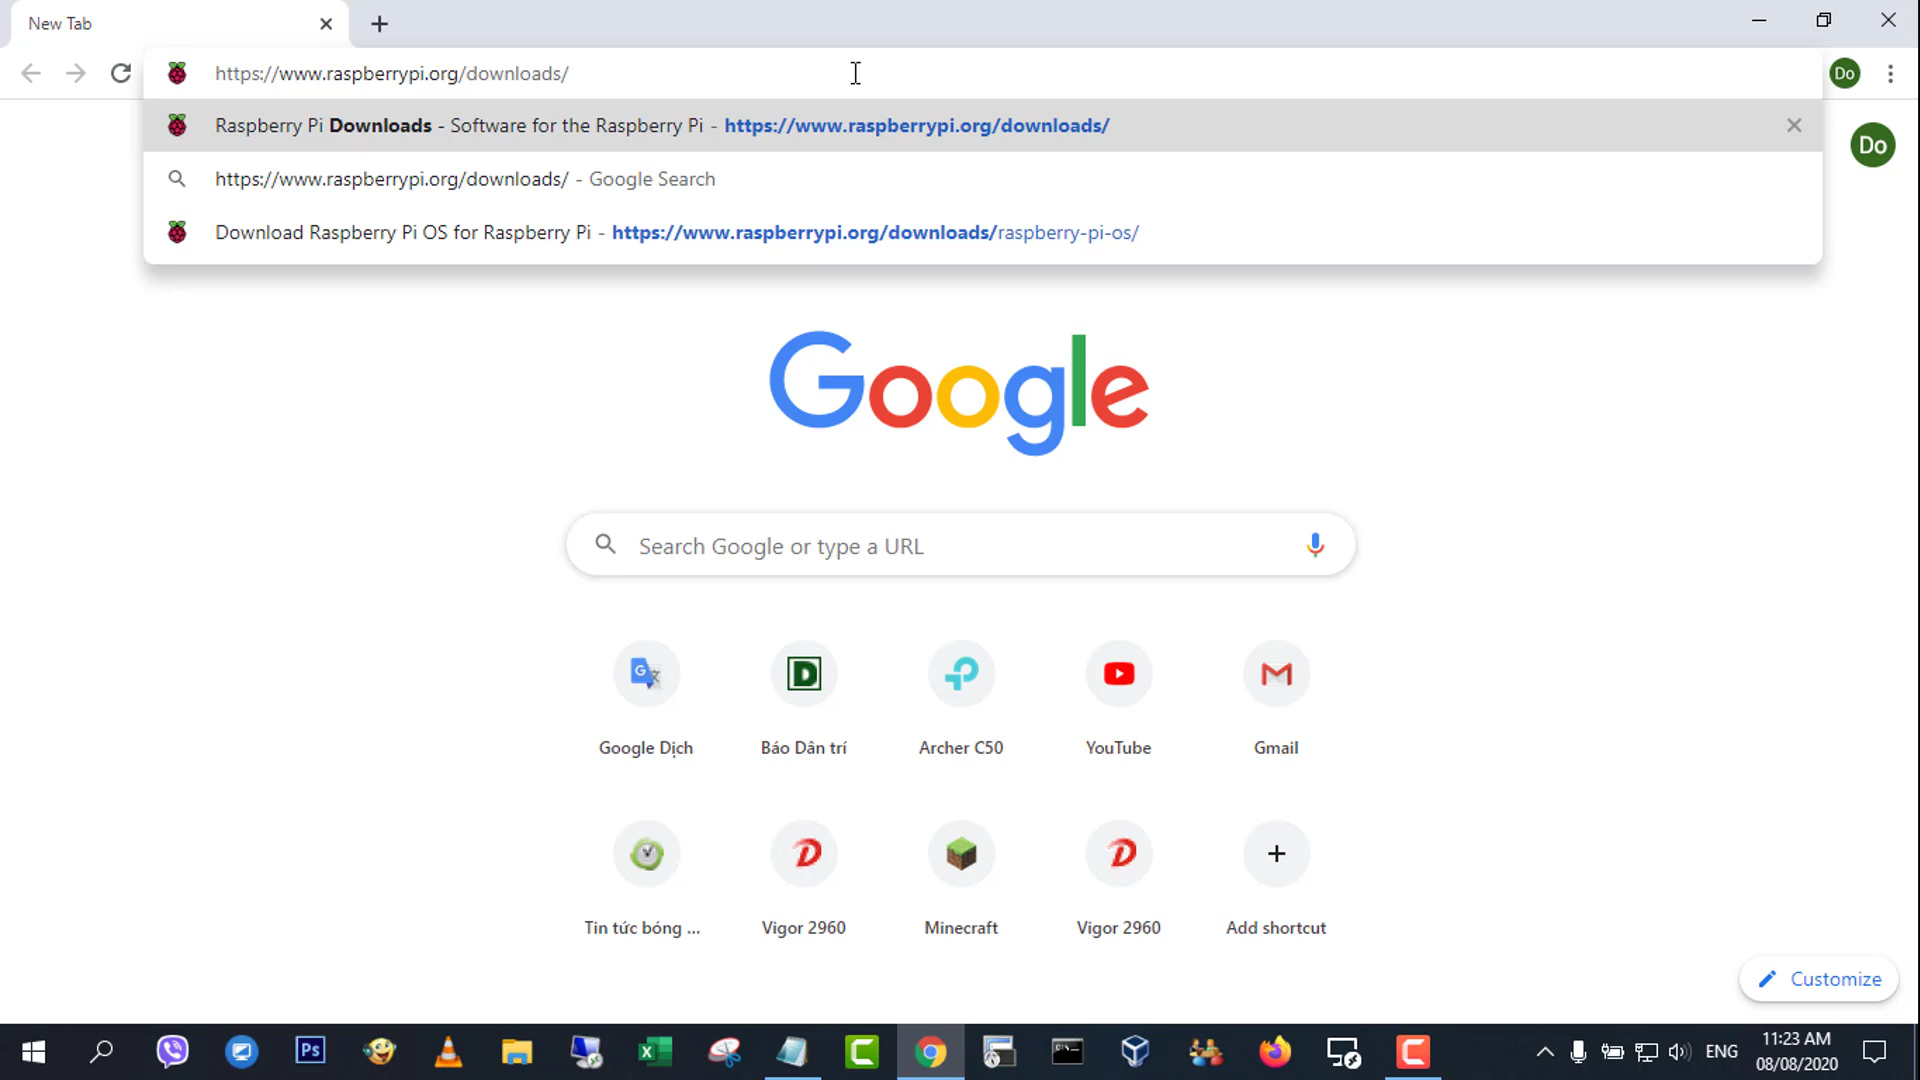 New Tab
https://www.raspberrypi.org/downloads/
Do
Raspberry Pi Downloads - Software for the Raspberry Pi - https://www.raspberrypi.org/downloads/
Do
https://www.raspberrypi.org/downloads/ - Google Search
Download Raspberry Pi OS for Raspberry Pi - https://www.raspberrypi.org/downloads/raspberry-pi-os/
Google
Search Google or type a URL
Google Dịch
Báo Dân trí
Archer C50
YouTube
Gmail
Tin tức bóng ...
Vigor 2960
Minecraft
Vigor 2960
Add shortcut
Customize
Ps
ENG
11:23 AM
08/08/2020